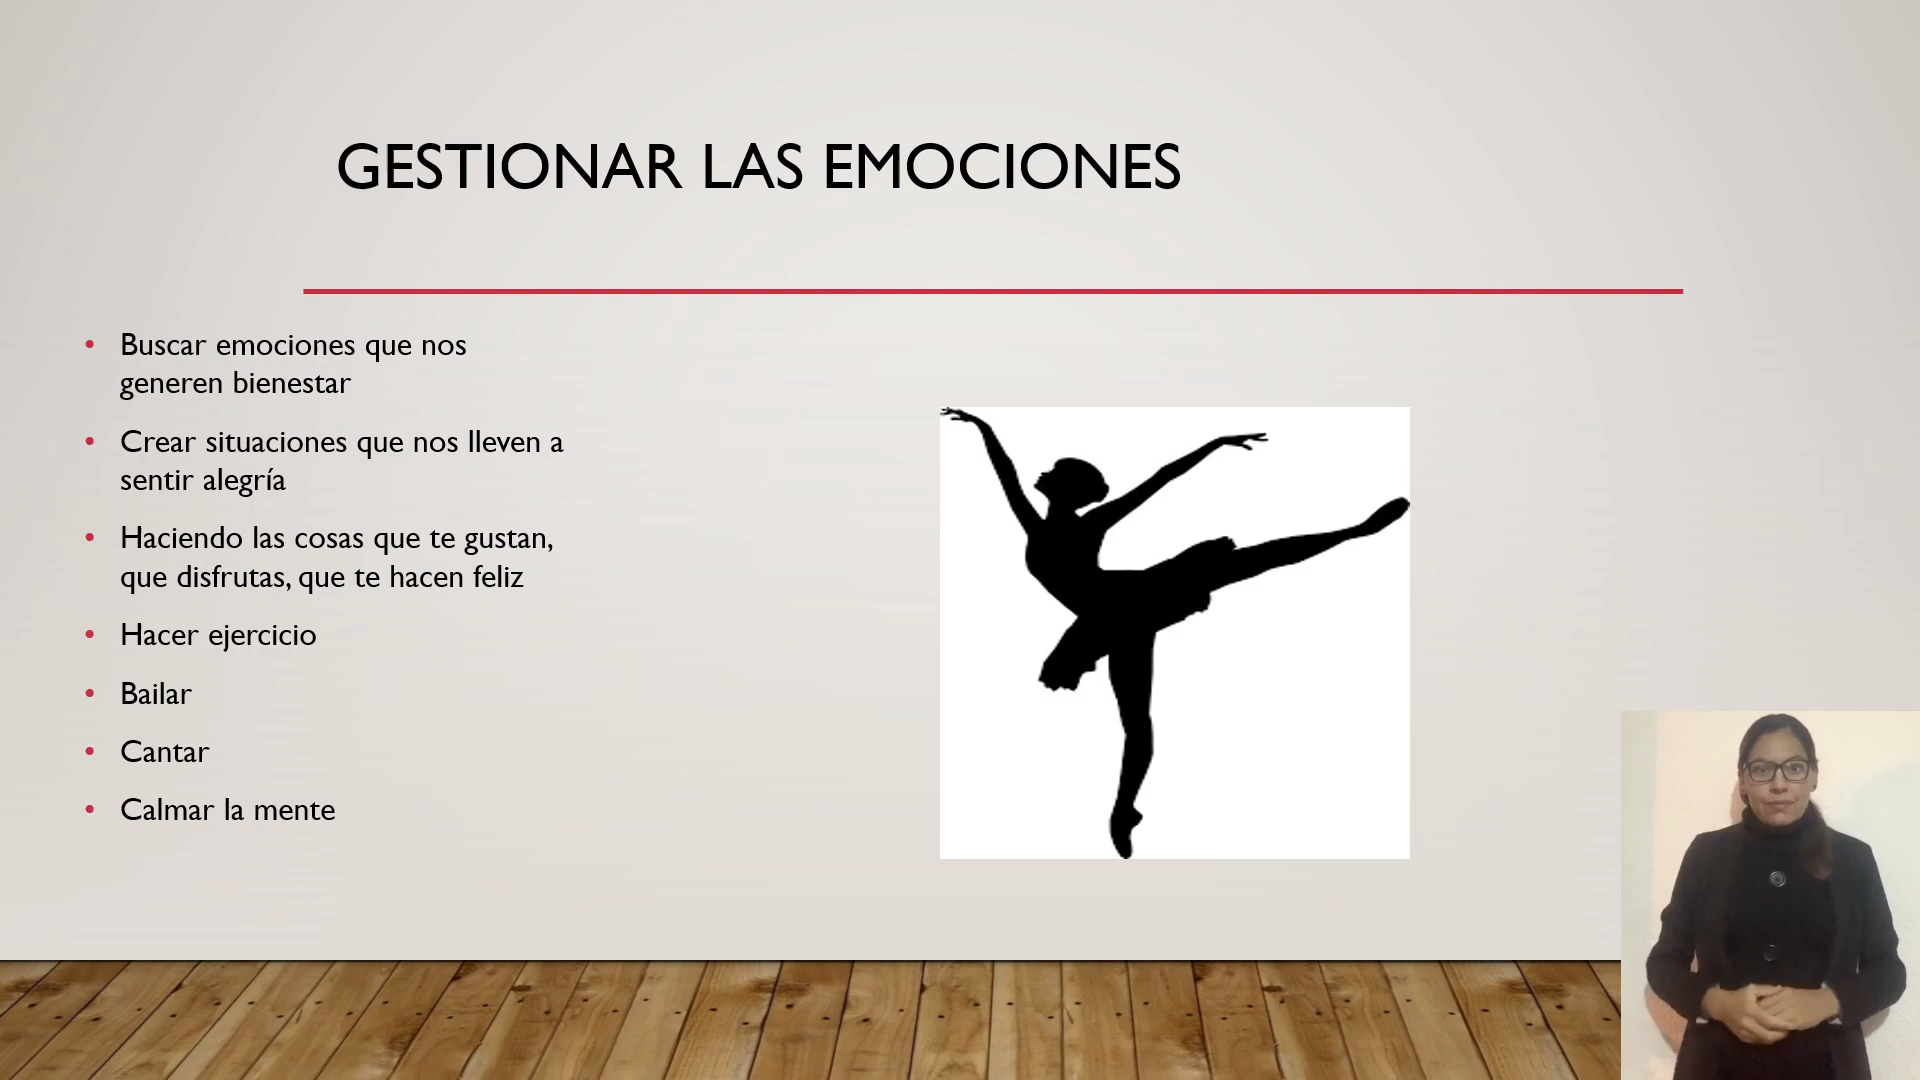 GESTIONAR LAS EMOCIONES
• Buscar emociones que nos
generen bienestar
• Crear situaciones que nos lleven a
sentir alegría
• Haciendo las cosas que te gustan,
que disfrutas, que te hacen feliz
• Hacer ejercicio
• Bailar
• Cantar
• Calmar la mente